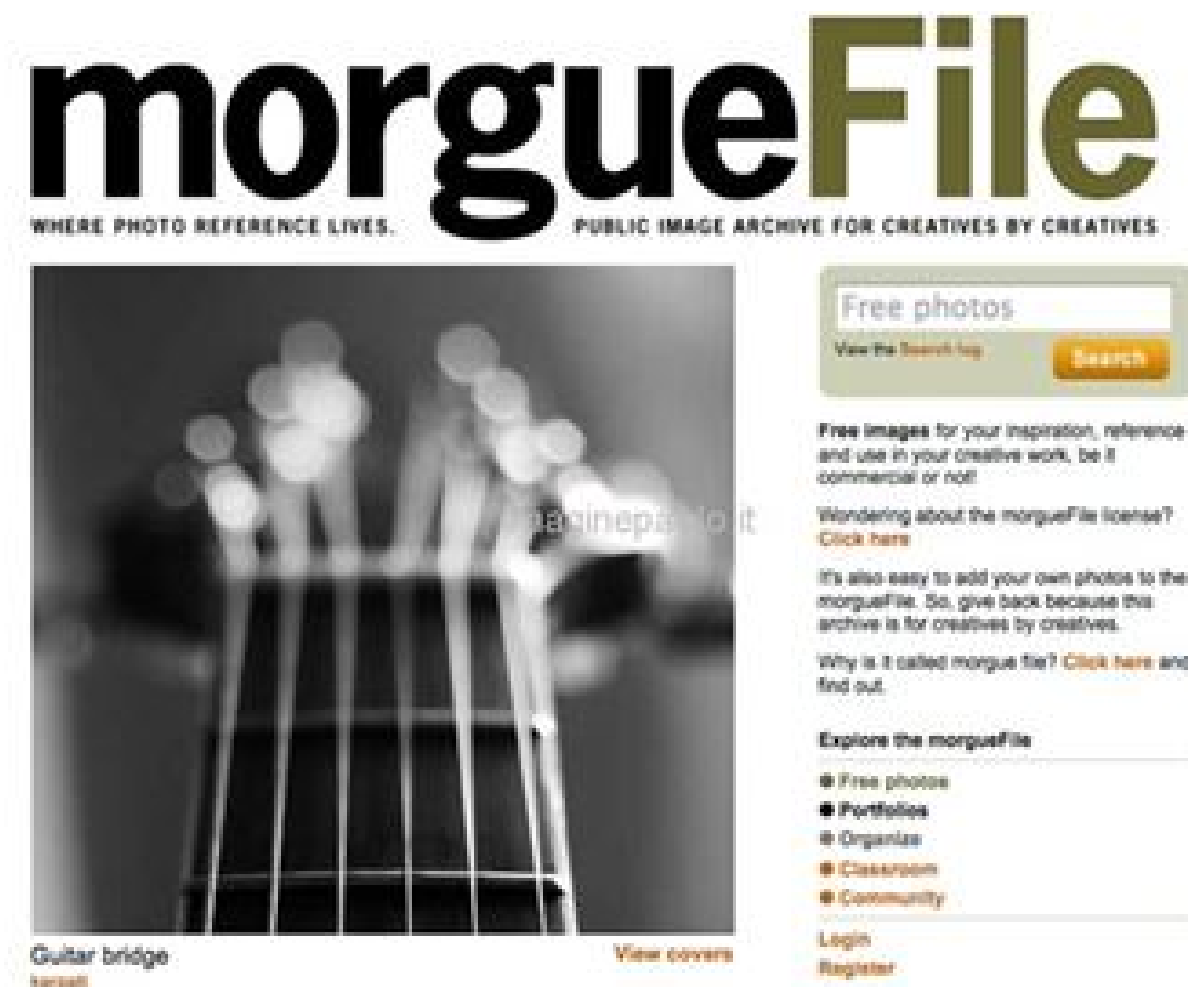 morgueFile
WHERE PHOTO REFERENCE LIVES.
PUBLIC IMAGE ARCHIVE FOR CREATIVES BY CREATIVES
Free photos
View the Search log
Search
Free images for your inspiration, reference
and use in your creative work, be it
commercial or not!
Wondering about the morgueFile license?
Click here
It's also easy to add your own photos to the
morgueFile. So, give back because this
archive is for creatives by creatives.
Why is it called morgue file? Click here and
find out.
Explore the morgueFile
Free photos
Portfolios
Organize
Classroom
Community
Login
Register
Guitar bridge
View covers